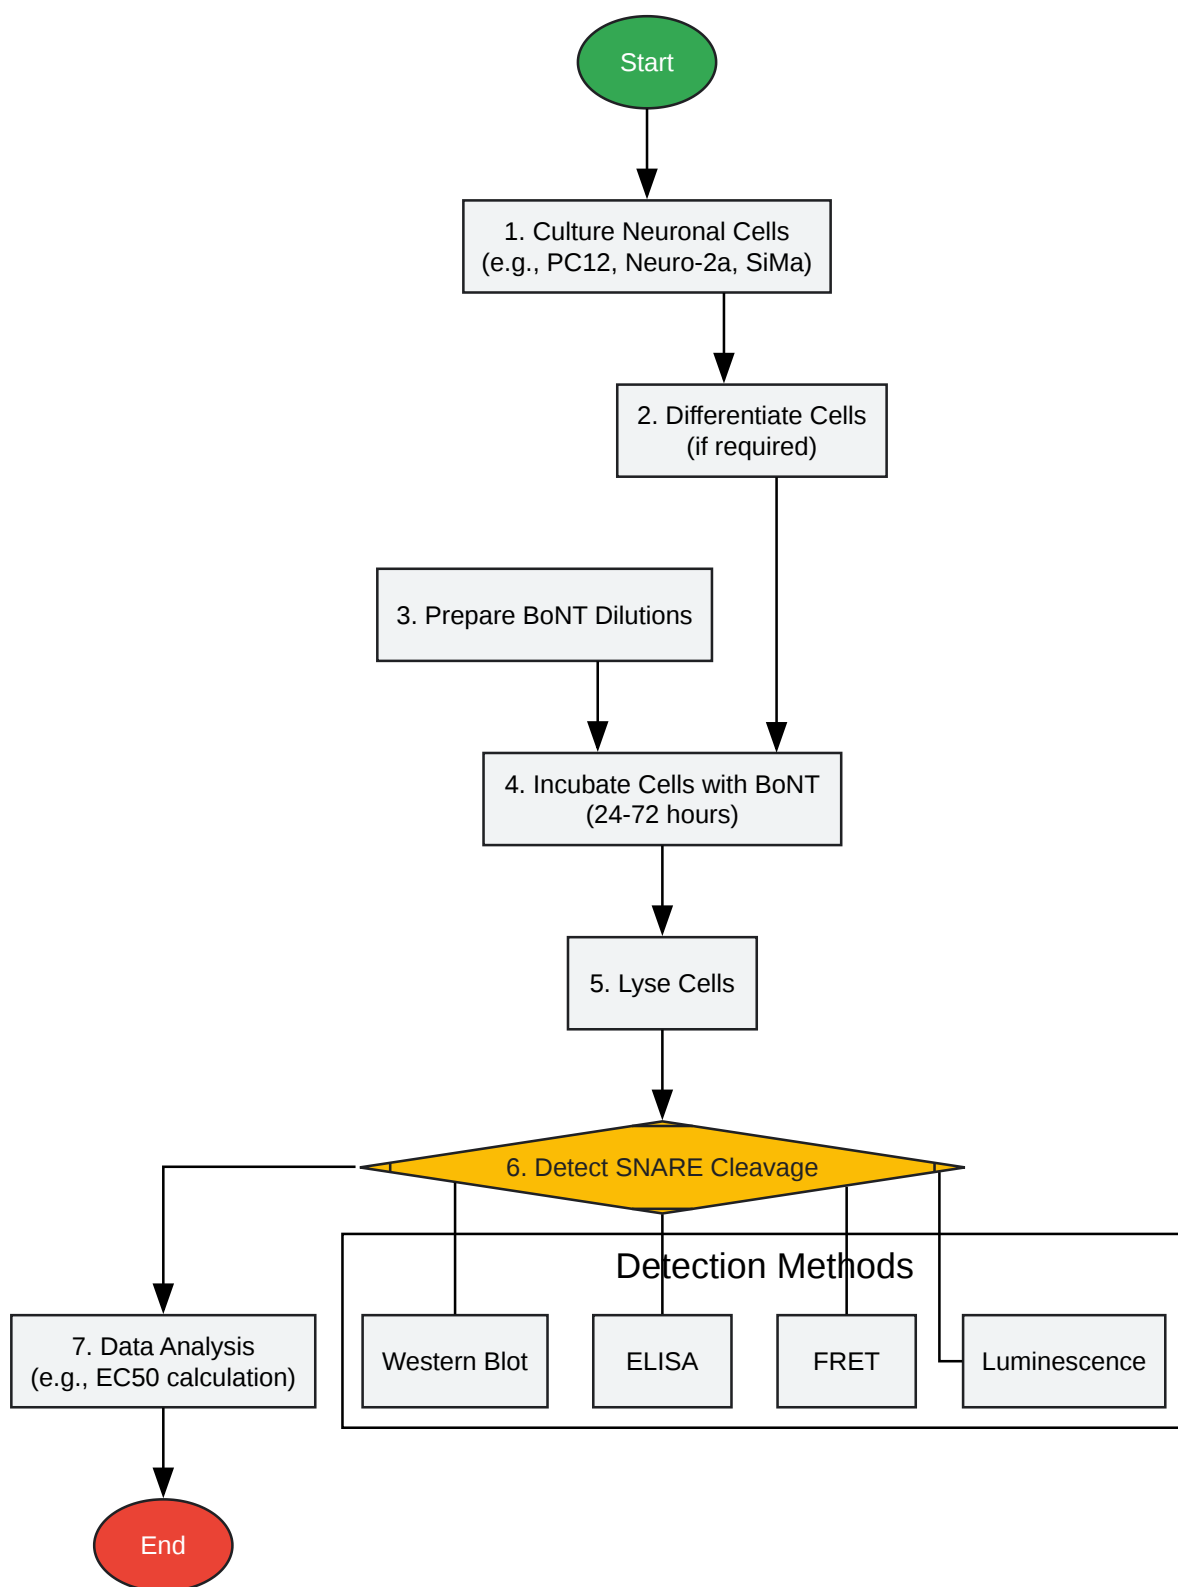 Start
1. Culture Neuronal Cells
(e.g., PC12, Neuro-2a, SiMa)
2. Differentiate Cells
(if required)
3. Prepare BoNT Dilutions
4. Incubate Cells with BoNT
(24-72 hours)
5. Lyse Cells
6. Detect SNARE Cleavage
Detection Methods
7. Data Analysis
(e.g., EC50 calculation)
Western Blot
ELISA
FRET
Luminescence
End